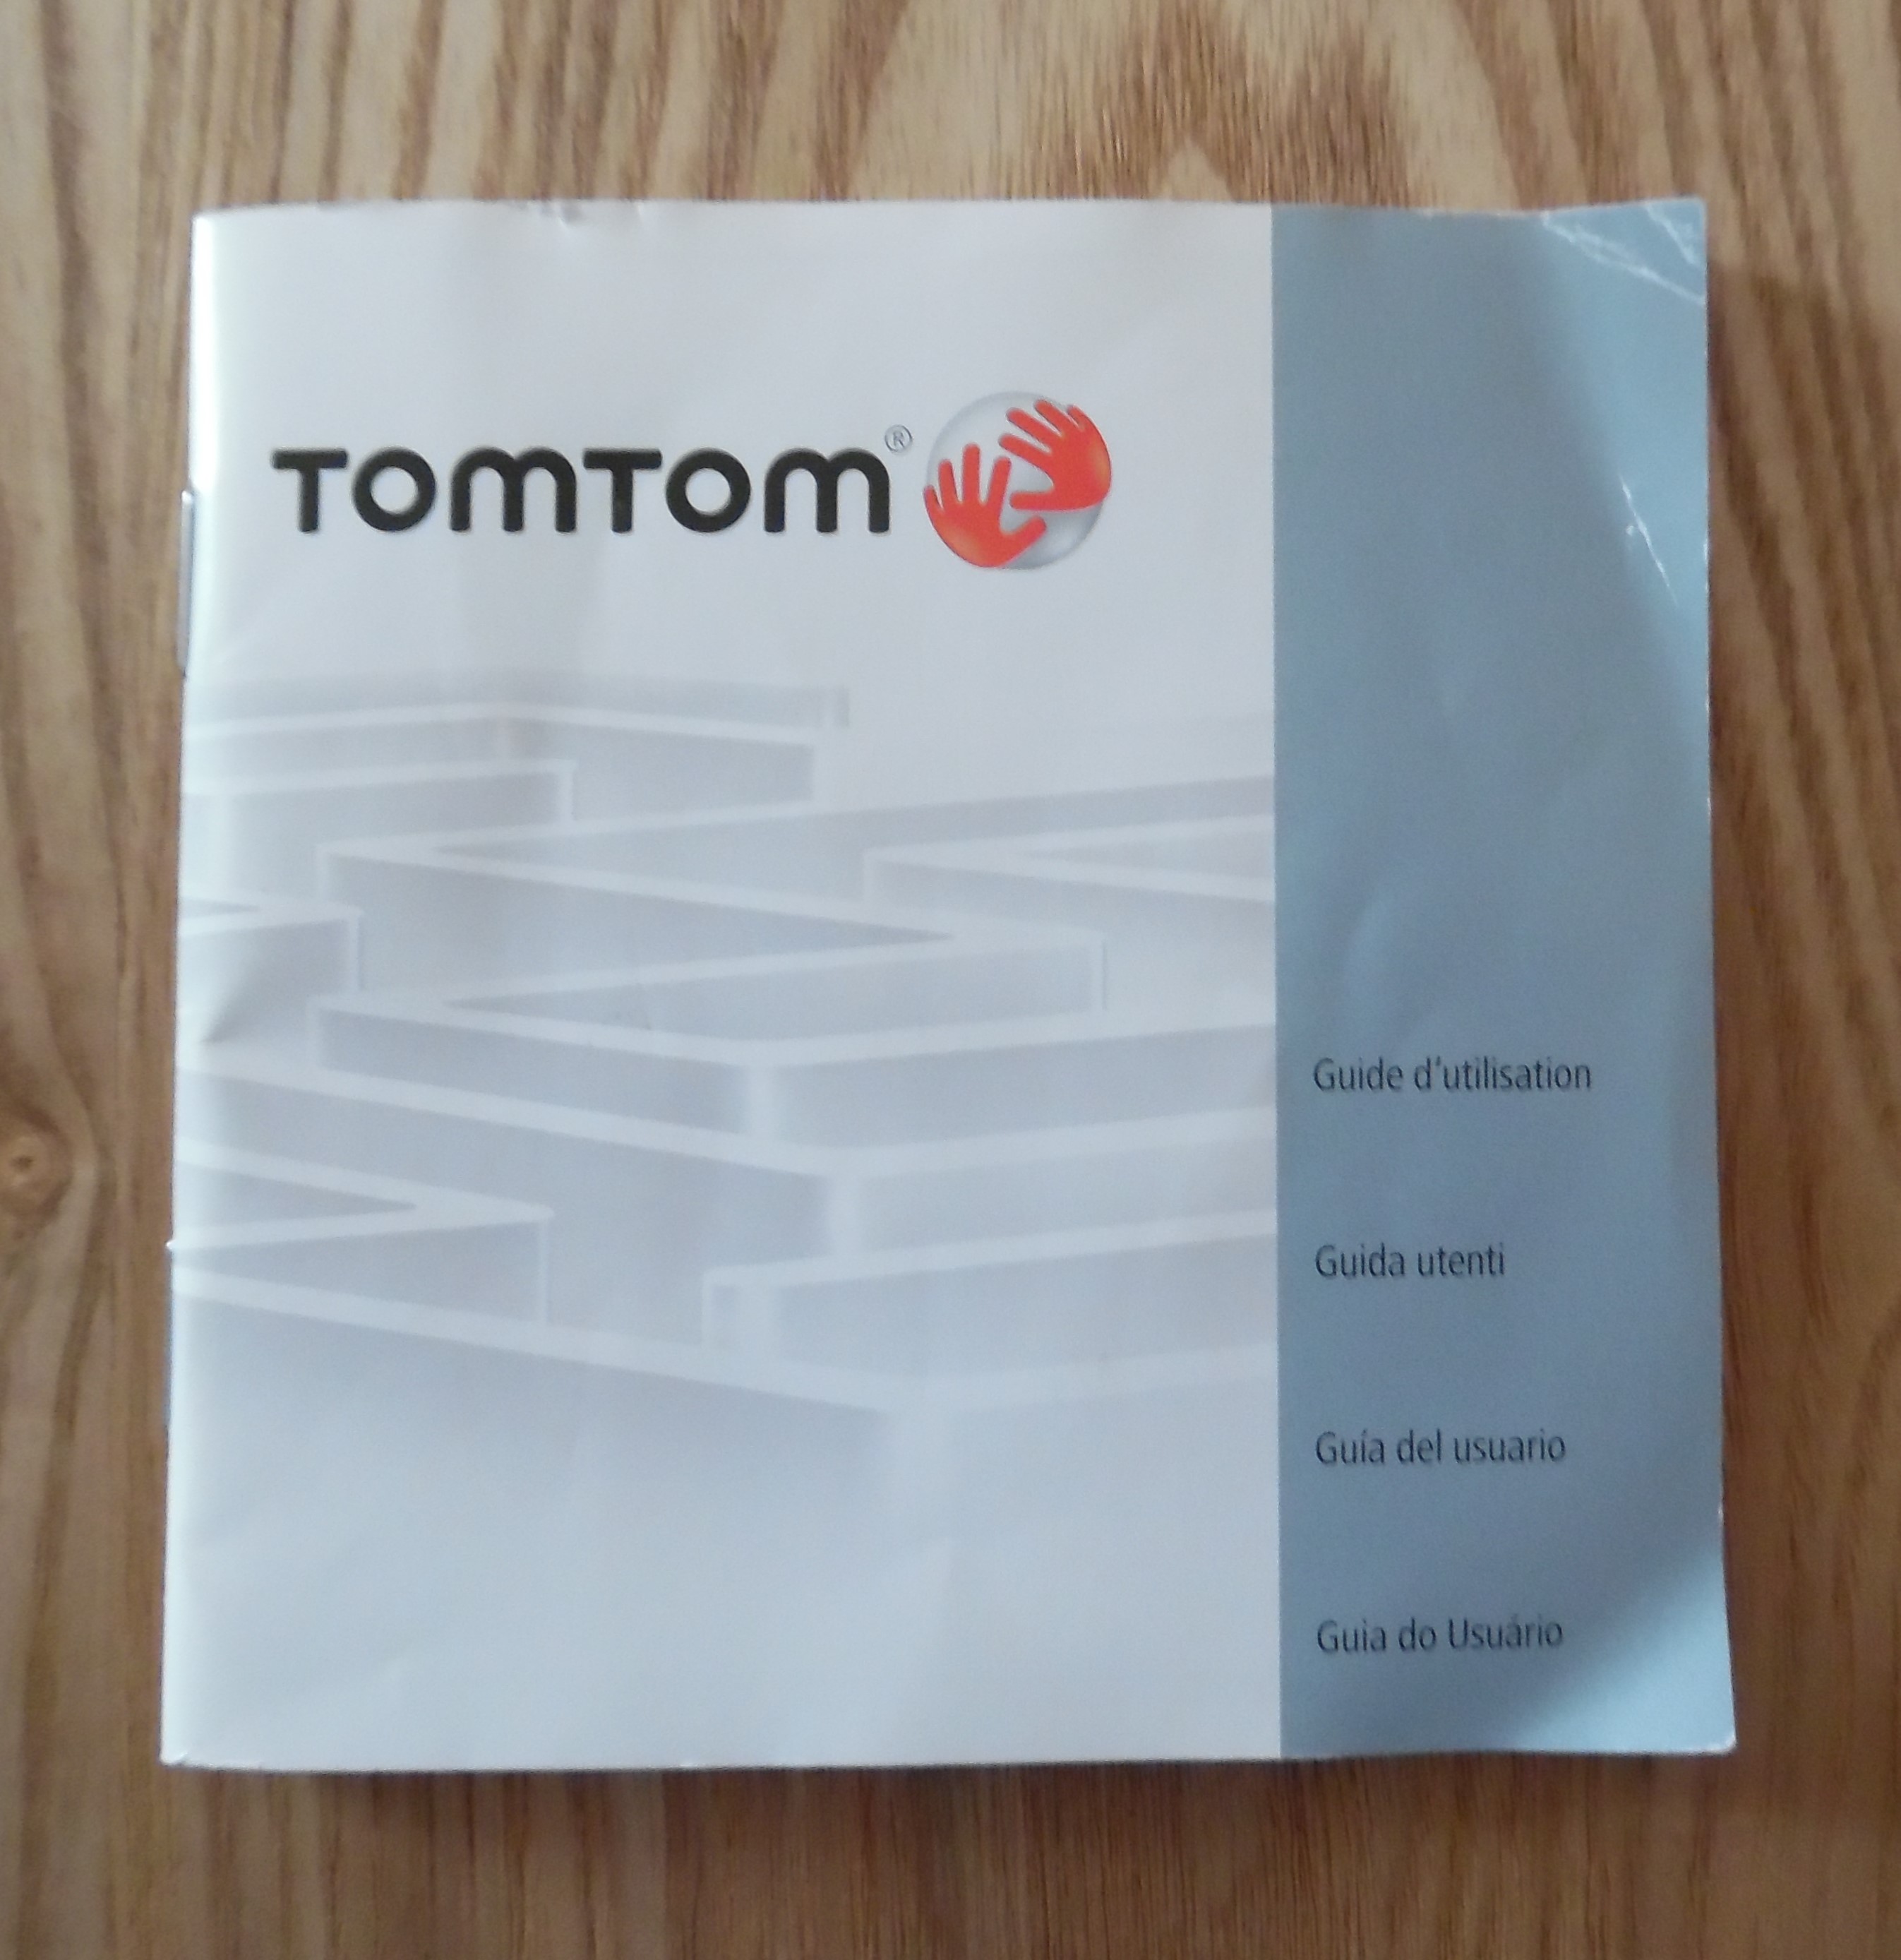 TOMTOM®
Guide d'utilisation
Guida utenti
Guía del usuario
Guia do Usuário